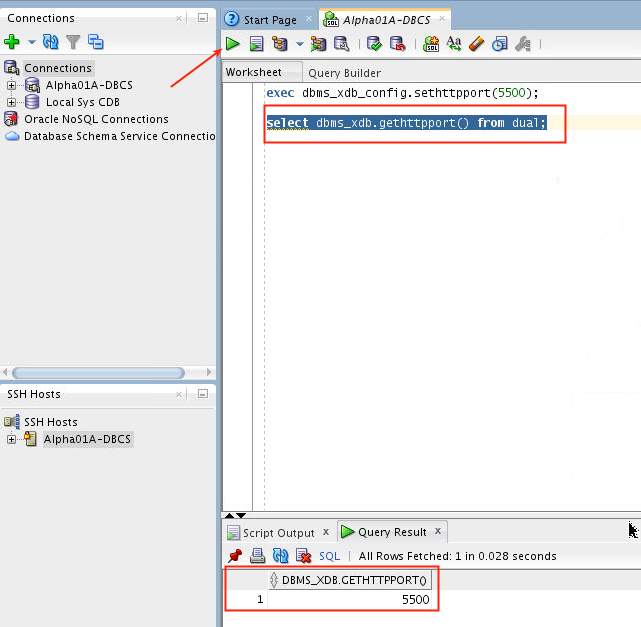 Connections
Connections
Alpha01A-DBCS
Local Sys CDB
Oracle NoSQL Connections
Database Schema Service Connectio
SSH Hosts
SSH Hosts
Alpha01A-DBCS
Start Page
Alpha01A-DBCS
SQL
Aa
Worksheet
Query Builder
exec dbms_xdb_config.sethttpport(5500);
select dbms_xdb.gethttpport() from dual;
Script Output
Query Result
SQL
All Rows Fetched: 1 in 0.028 seconds
DBMS_XDB.GETHTTPPORT()
1 5500